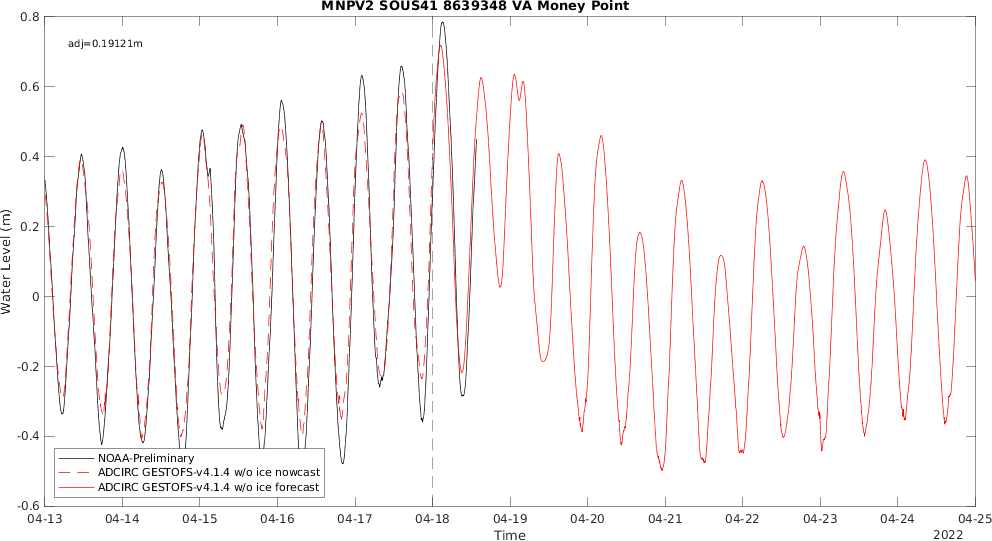 MNPV2 SOUS41 8639348 VA Money Point
adj=0.19121m
0.8
0.6
0.4
0.2
0
-0.2
-0.4
-0.6
Water Level (m)
NOAA-Preliminary
ADCIRC GESTOFS-v4.1.4 w/o ice nowcast
ADCIRC GESTOFS-v4.1.4 w/o ice forecast
04-13 04-14 04-15 04-16 04-17 04-18 04-19 04-20 04-21 04-22 04-23 04-24 04-25
Time
2022